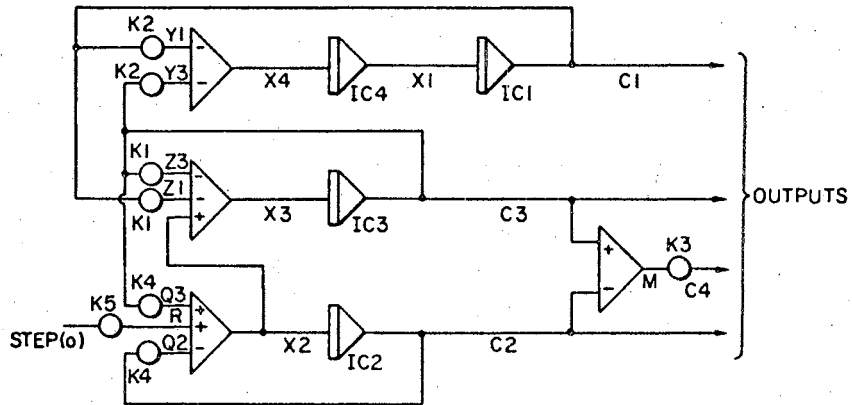 K2 Y1
K2 Y3 X4 IC4 X1 IC1 C1
K1 Z3
Z1 X3 IC3 C3 OUTPUTS
K1
K3
M C4
K4 Q3
K5 R
STEP(0) Q2 X2 IC2 C2
K4